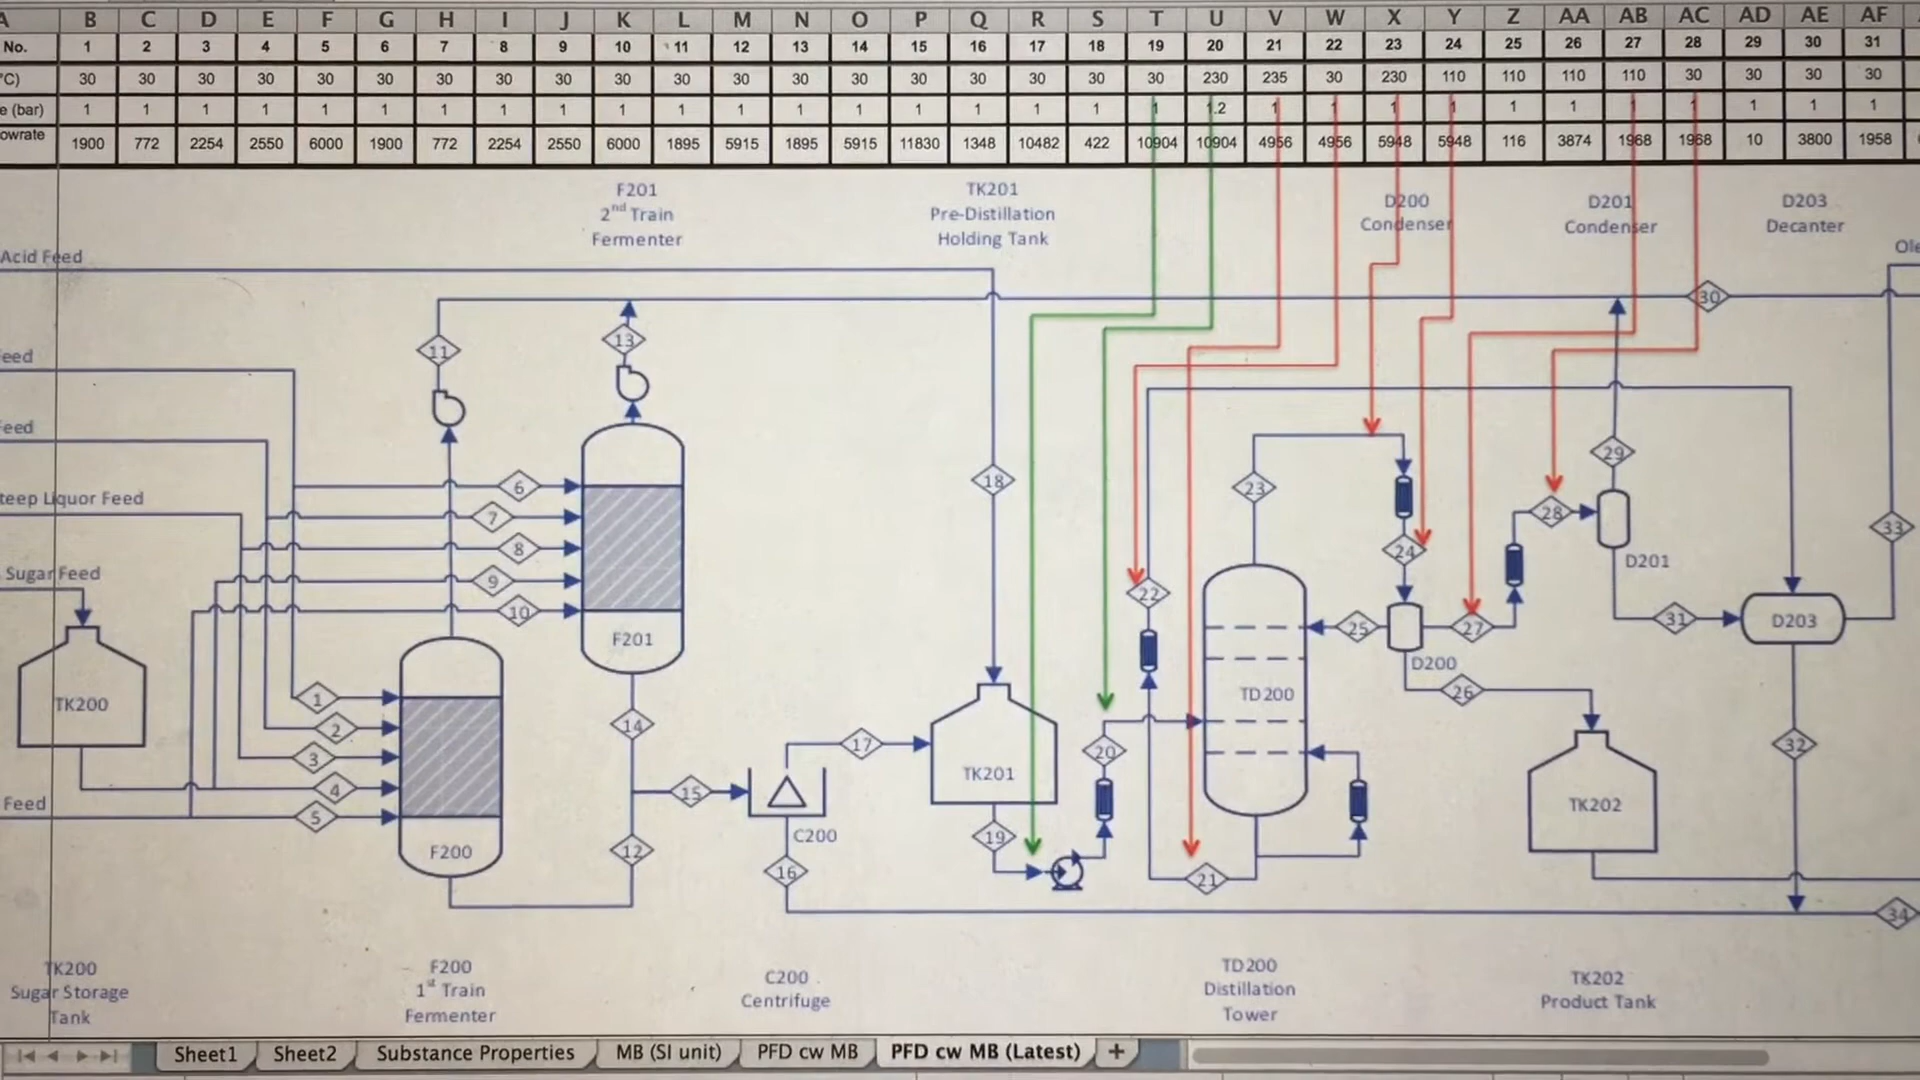 A B C D E F G H I J K L M N O P Q R S T U V W X Y Z AA AB AC AD AE AF
No. 1 2 3 4 5 6 7 8 9 10 11 12 13 14 15 16 17 18 19 20 21 22 23 24 25 26 27 28 29 30 31
°C) 30 30 30 30 30 30 30 30 30 30 30 30 30 30 30 30 30 30 30 230 235 30 230 110 110 110 110 30 30 30 30
e (bar) 1 1 1 1 1 1 1 1 1 1 1 1 1 1 1 1 1 1 1 1.2 1 1 1 1 1 1 1 1 1 1 1
owrate 1900 772 2254 2550 6000 1900 772 2254 2550 6000 1895 5915 1895 5915 11830 1348 10482 422 10904 10904 4956 4956 5948 5948 116 3874 1968 1968 10 3800 1958
F201
2nd Train
Fermenter
TK201
Pre-Distillation
Holding Tank
D200
Condenser
D201
Condenser
D203
Decanter
Acid Feed
Ole
30
13
11
eed
eed
29
6
18
23
teep Liquor Feed
7
28
33
8
24
D201
Sugar Feed
9
22
10
31
D203
F201
25
27
D200
1
TK200
TD200
26
14
2
20
17
32
3
TK201
4
15
Feed
5
TK202
C200
19
F200
12
16
21
34
TK200
Sugar Storage
Tank
F200
1st Train
Fermenter
C200
Centrifuge
TD200
Distillation
Tower
TK202
Product Tank
Sheet1 Sheet2 Substance Properties MB (SI unit) PFD cw MB PFD cw MB (Latest) +